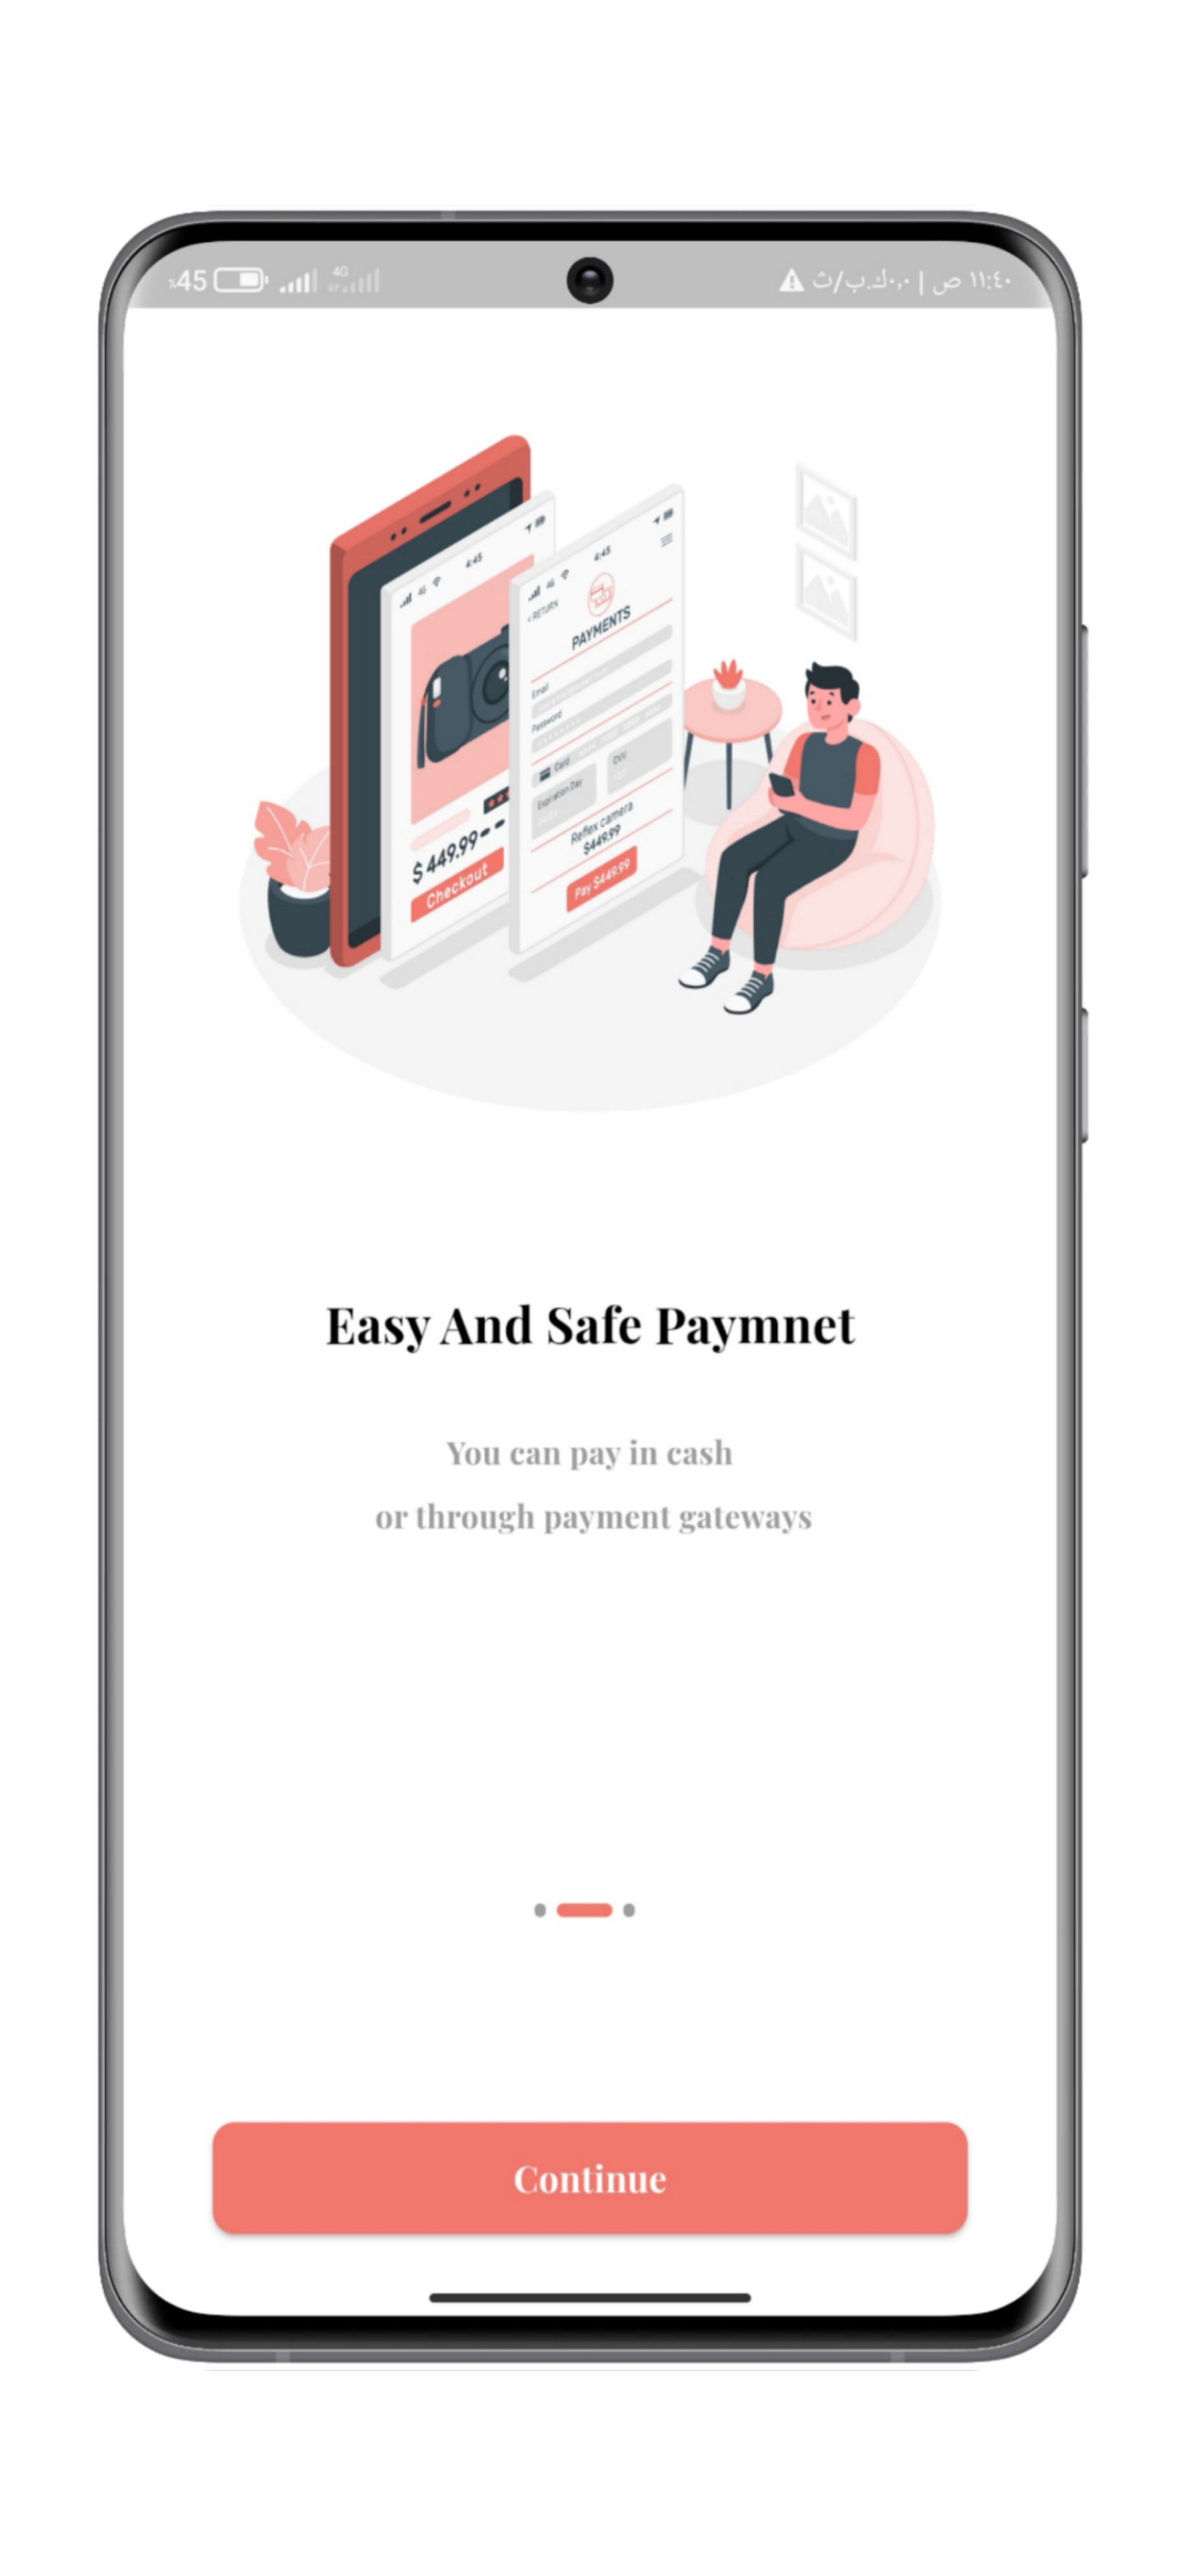 %45 4G ١١:٤٠ ص | ٠,٠ك.ب/ث
4G 4:45
4G 4:45
< RETURN
PAYMENTS
Email
Password
Card
Expiration Day
CVV
Reflex camera
$449.99
Pay $449.99
$ 449.99
Checkout
Easy And Safe Paymnet
You can pay in cash
or through payment gateways
Continue